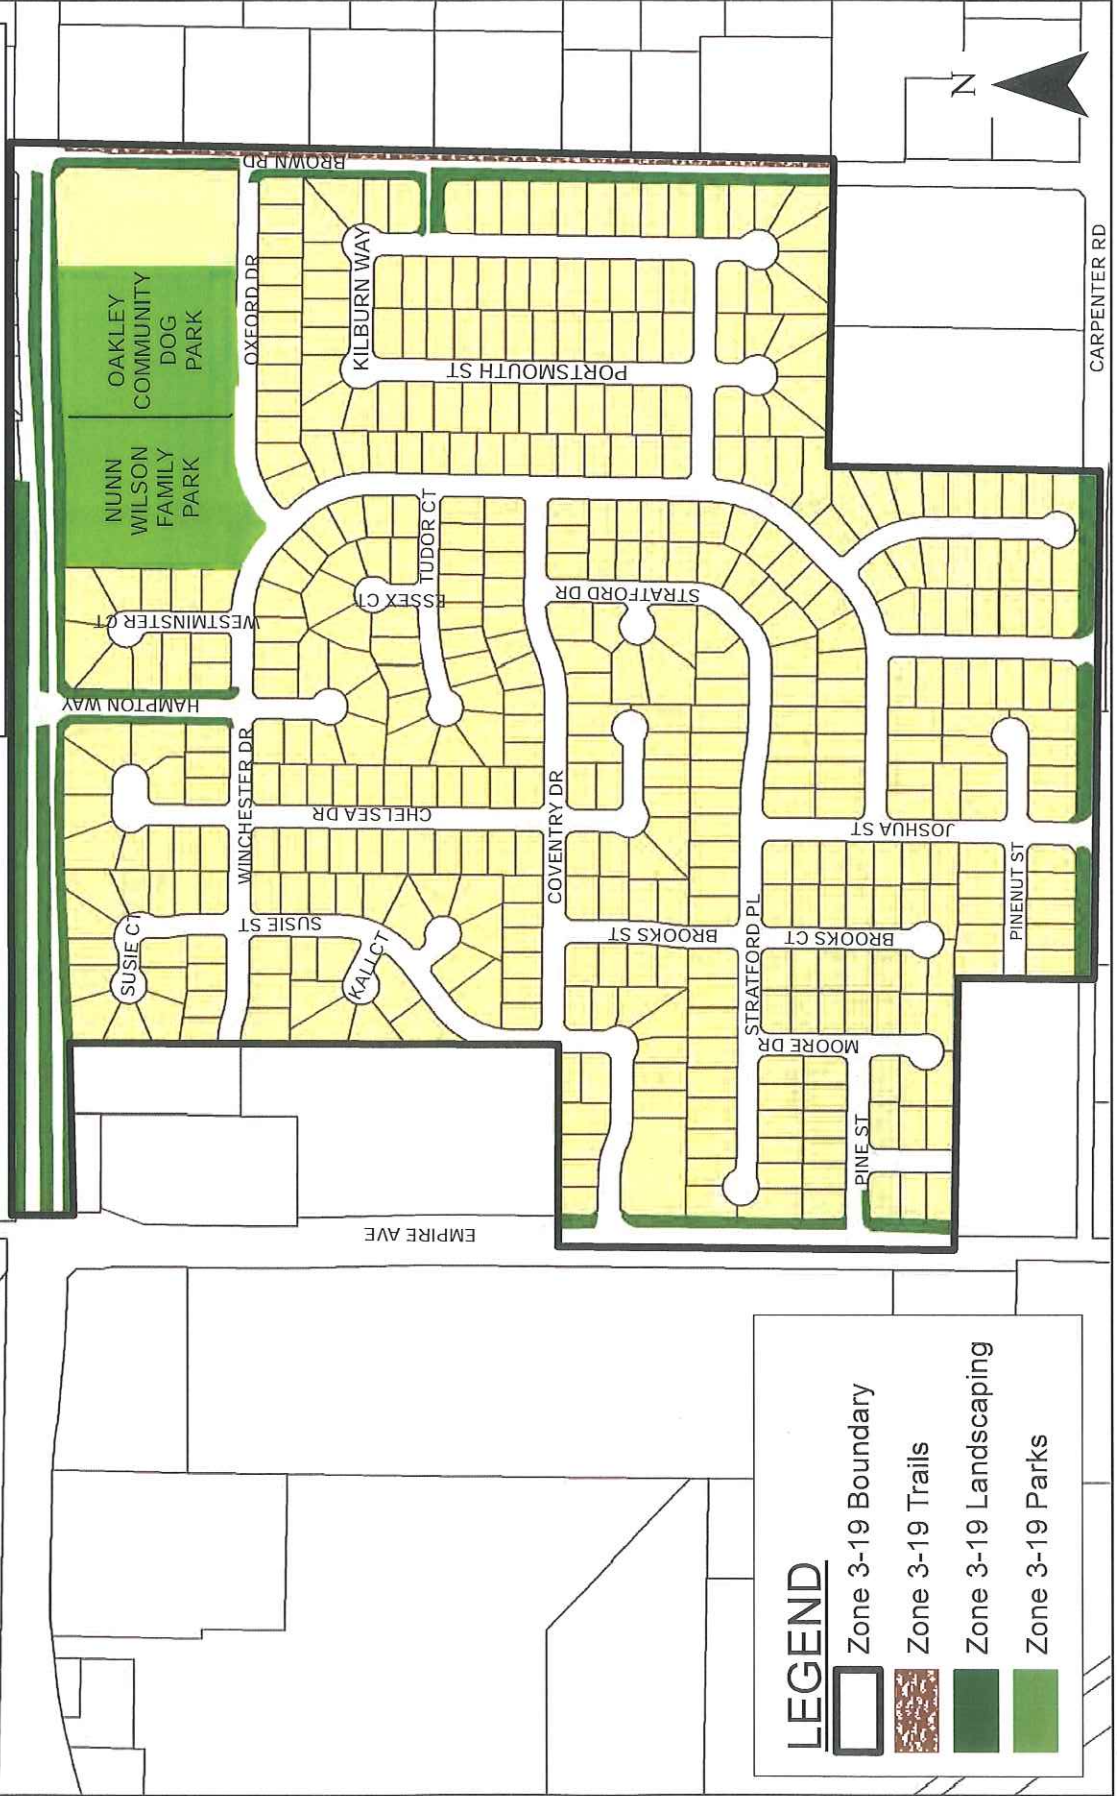 N
BROWN RD
OAKLEY
COMMUNITY
DOG
PARK
NUNN
WILSON
FAMILY
PARK
OXFORD DR
KILBURN WAY
PORTSMOUTH ST
CARPENTER RD
TUDOR CT
ESSEX CT
STRATFORD DR
WESTMINSTER CT
HAMPTON WAY
WINCHESTER DR
CHELSEA DR
COVENTRY DR
JOSHUA ST
PINENUT ST
SUSIE CT
SUSIE ST
KALLCT
BROOKS ST
STRATFORD PL
BROOKS CT
MOORE DR
PINE ST
EMPIRE AVE
LEGEND
Zone 3-19 Boundary
Zone 3-19 Trails
Zone 3-19 Landscaping
Zone 3-19 Parks